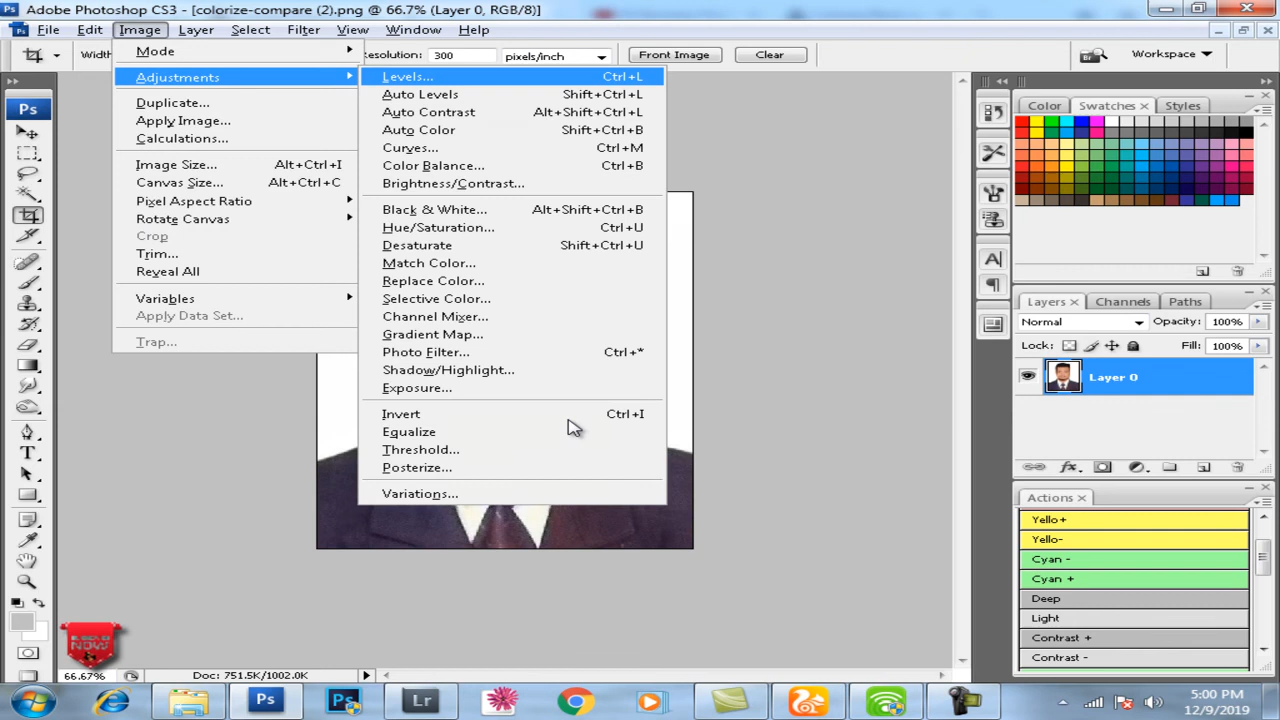 Adobe Photoshop CS3 - [colorize-compare (2).png @ 66.7% (Layer 0, RGB/8)]
File Edit Image Layer Select Filter View Window Help
Width
Resolution: 300 pixels/inch Front Image Clear Workspace
Mode
Adjustments
Duplicate...
Apply Image...
Calculations...
Image Size... Alt+Ctrl+I
Canvas Size... Alt+Ctrl+C
Pixel Aspect Ratio
Rotate Canvas
Crop
Trim...
Reveal All
Variables
Apply Data Set...
Trap...
Levels... Ctrl+L
Auto Levels Shift+Ctrl+L
Auto Contrast Alt+Shift+Ctrl+L
Auto Color Shift+Ctrl+B
Curves... Ctrl+M
Color Balance... Ctrl+B
Brightness/Contrast...
Black & White... Alt+Shift+Ctrl+B
Hue/Saturation... Ctrl+U
Desaturate Shift+Ctrl+U
Match Color...
Replace Color...
Selective Color...
Channel Mixer...
Gradient Map...
Photo Filter... Ctrl+*
Shadow/Highlight...
Exposure...
Invert Ctrl+I
Equalize
Threshold...
Posterize...
Variations...
Ps
Color Swatches Styles
Layers Channels Paths
Normal Opacity: 100%
Lock: Fill: 100%
Layer 0
Actions
Yello+
Yello-
Cyan -
Cyan +
Deep
Light
Contrast +
Contrast -
NOW
66.67% Doc: 751.5K/1002.0K
Ps Ps Lr
5:00 PM
12/9/2019